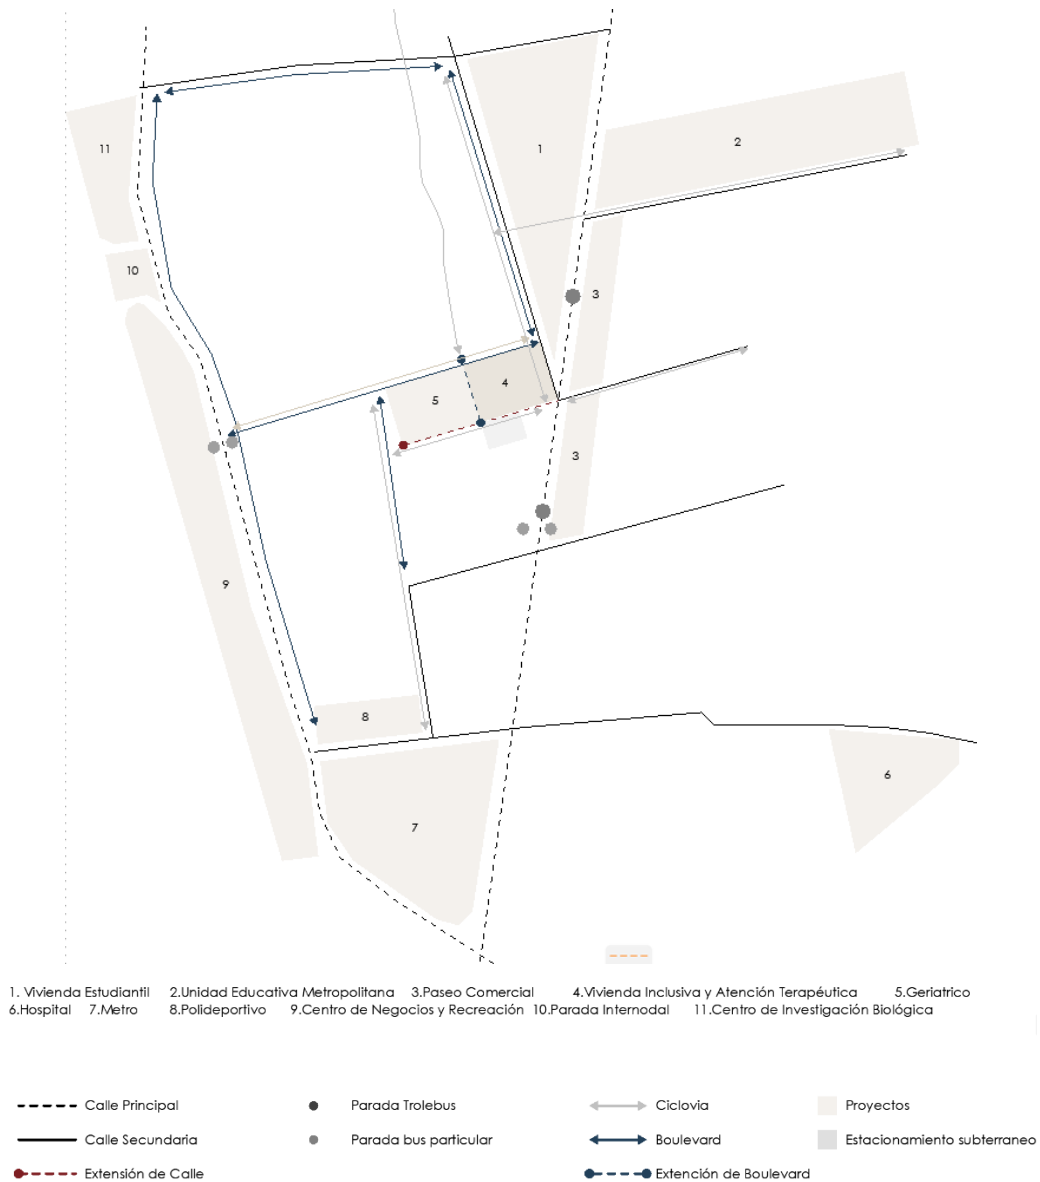 1
2
11
10
3
4
5
3
9
8
6
7
1. Vivienda Estudiantil 2.Unidad Educativa Metropolitana 3.Paseo Comercial 4.Vivienda Inclusiva y Atención Terapéutica 5.Geriatrico
6.Hospital 7.Metro 8.Polideportivo 9.Centro de Negocios y Recreación 10.Parada Internodal 11.Centro de Investigación Biológica
Calle Principal Parada Trolebus Ciclovia Proyectos
Calle Secundaria Parada bus particular Boulevard Estacionamiento subterraneo
Extensión de Calle Extención de Boulevard